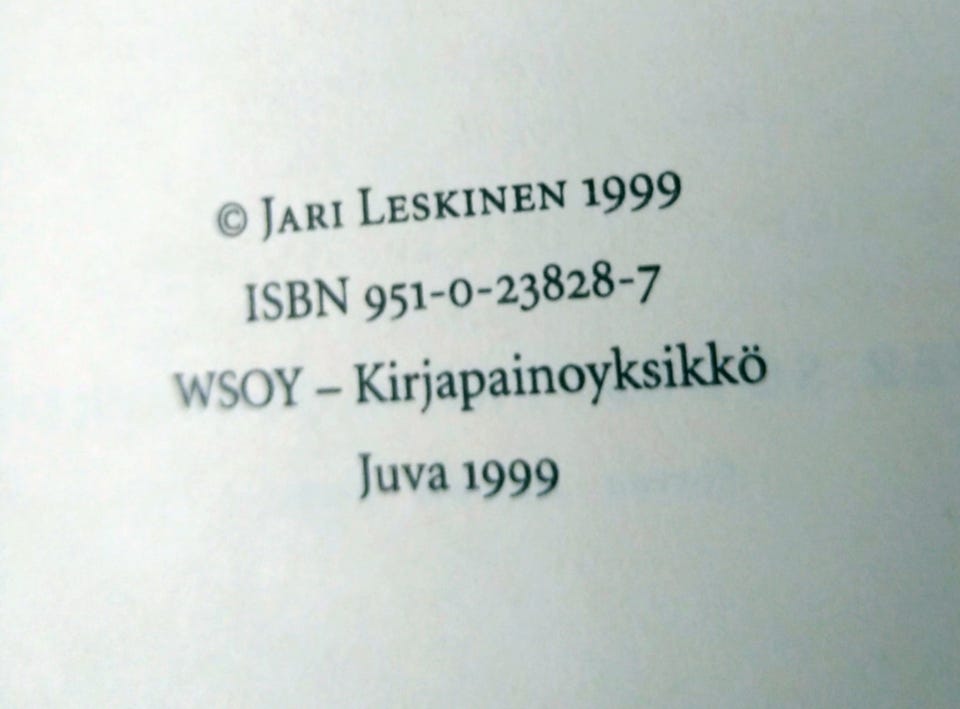 © Jari Leskinen 1999
ISBN 951-0-23828-7
WSOY – Kirjapainoyksikkö
Juva 1999